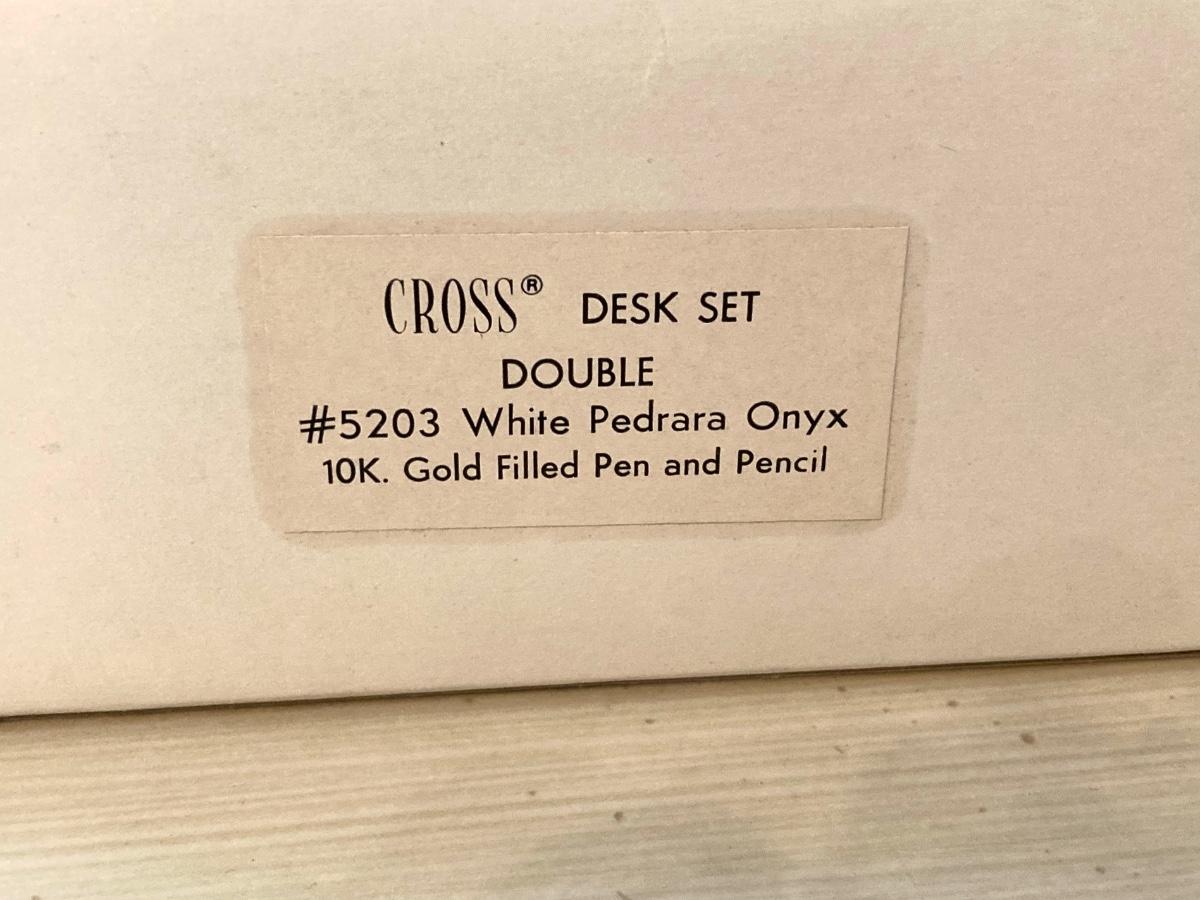 CROSS® DESK SET
DOUBLE
#5203 White Pedrara Onyx
10K. Gold Filled Pen and Pencil